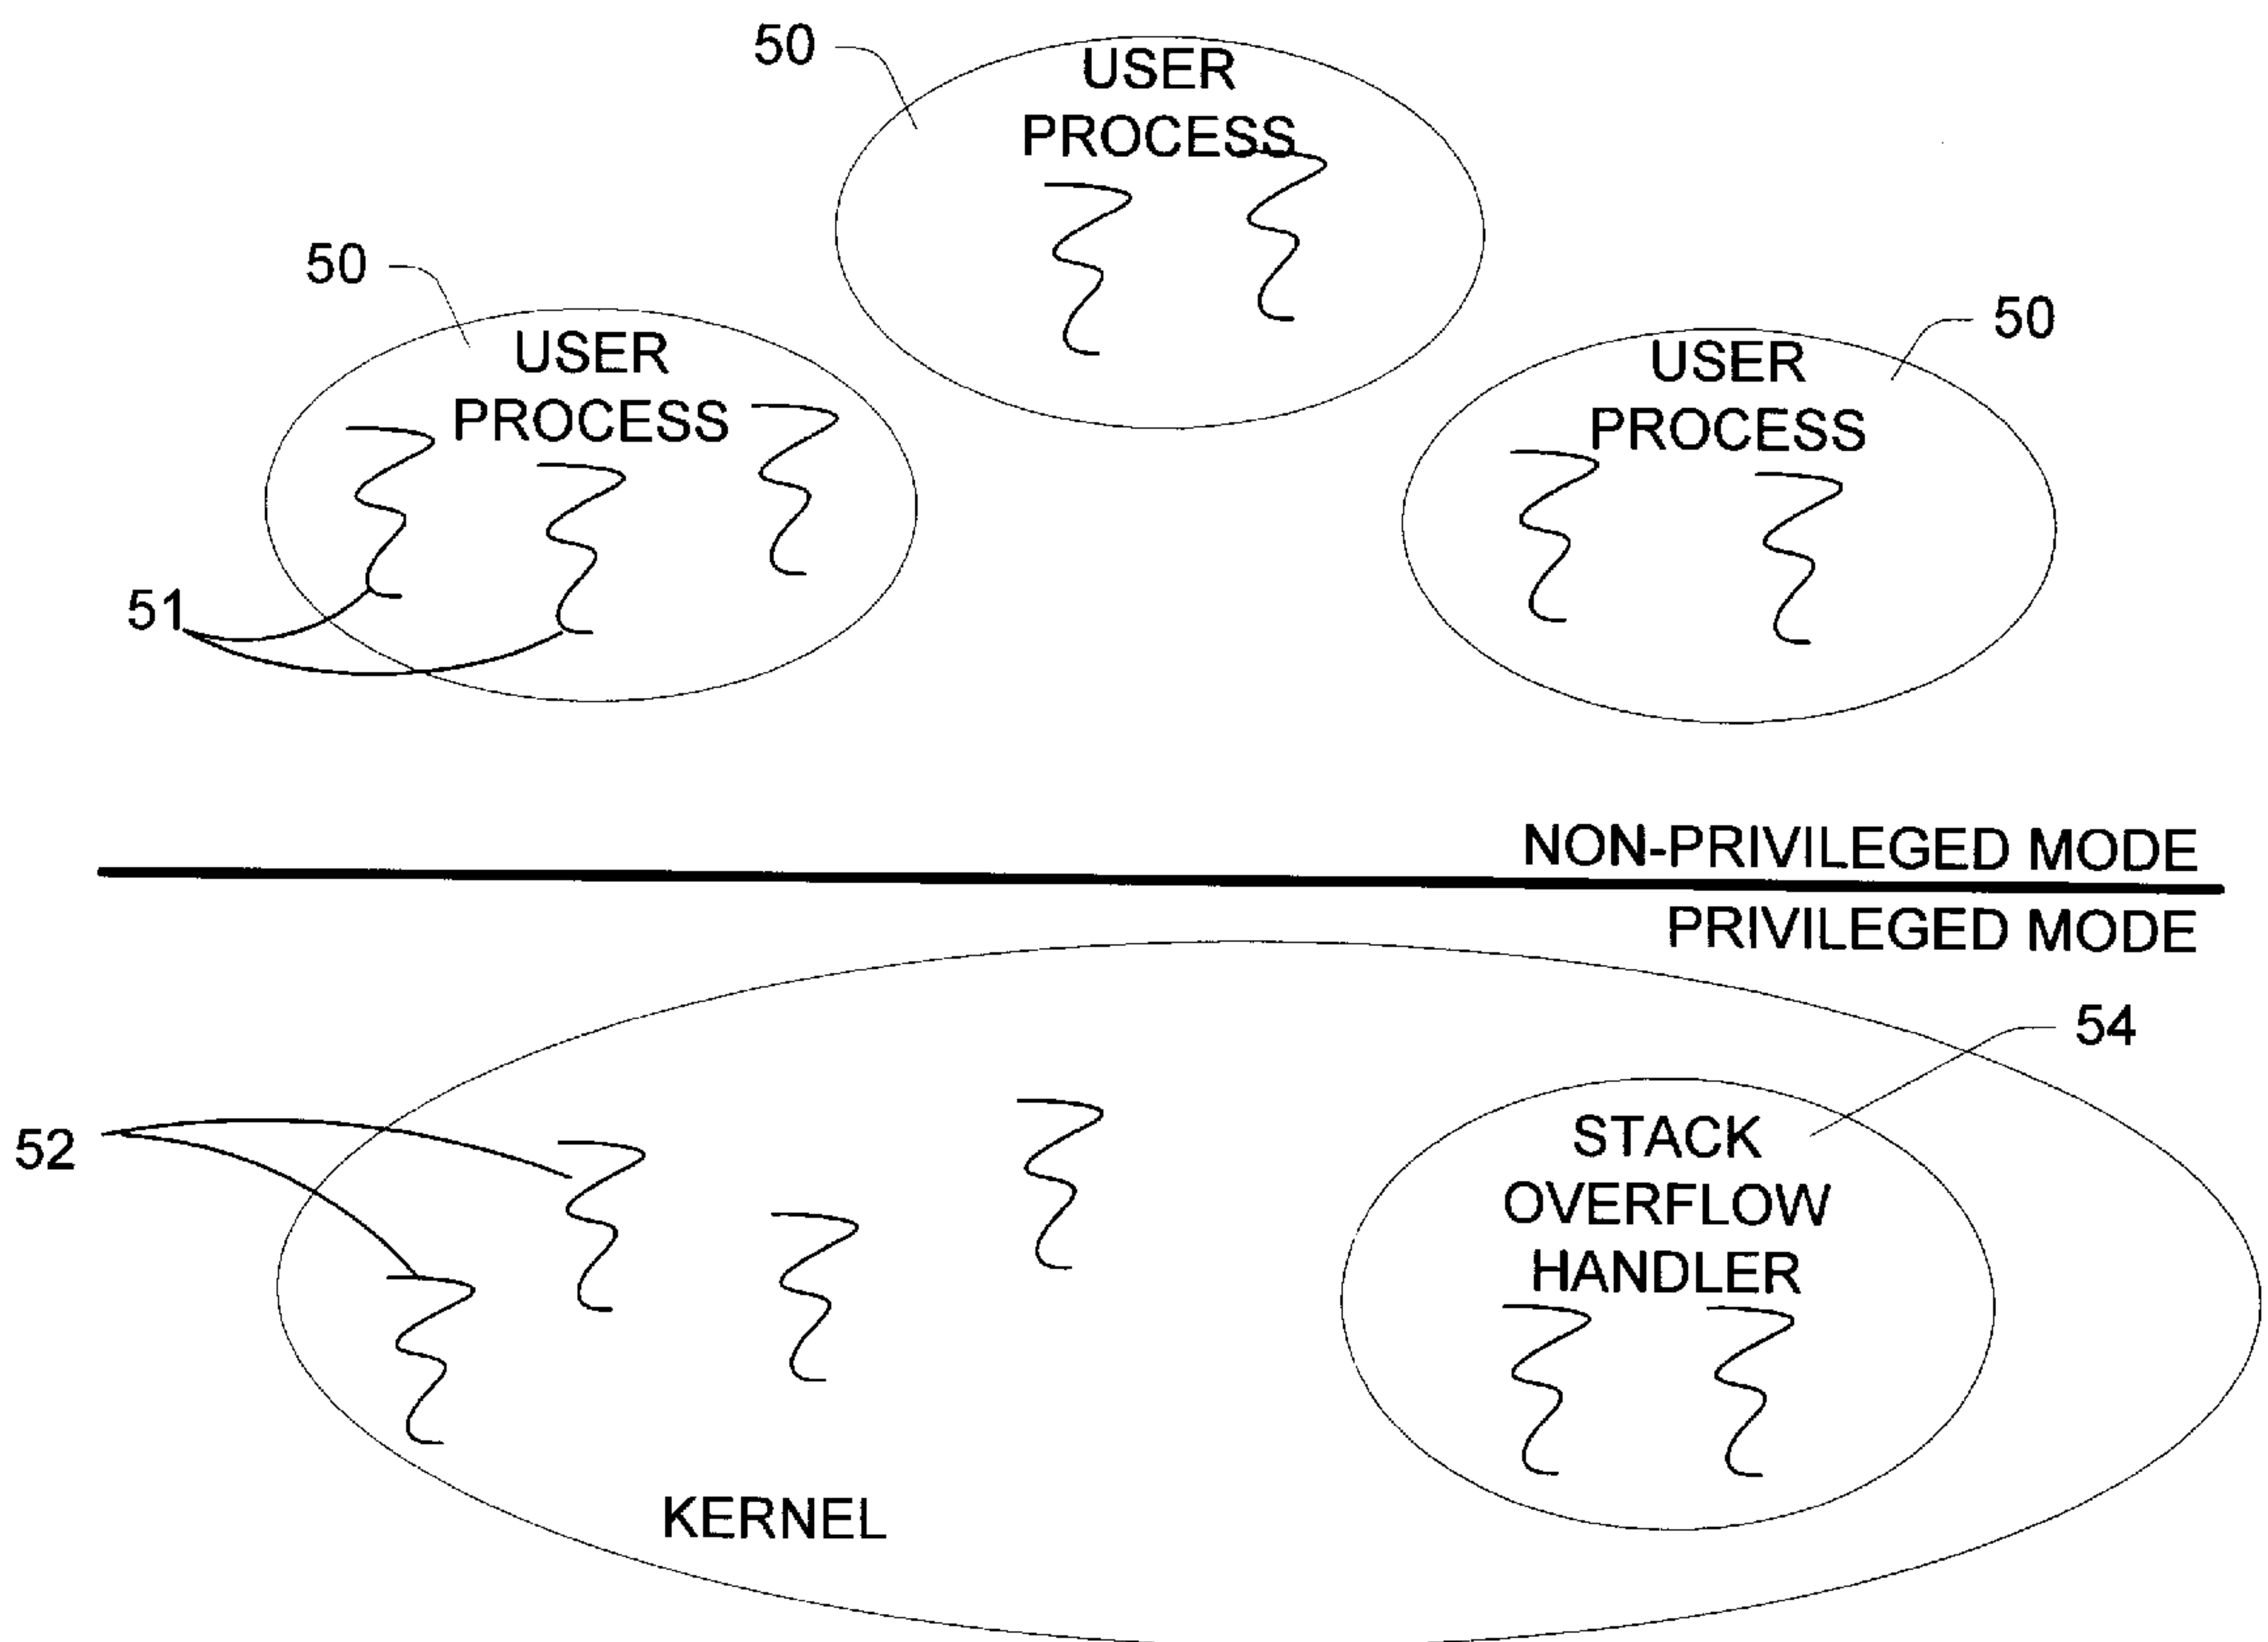 50
USER
PROCESS
50
USER
PROCESS
50
USER
PROCESS
51
NON-PRIVILEGED MODE
PRIVILEGED MODE
54
52
STACK
OVERFLOW
HANDLER
KERNEL